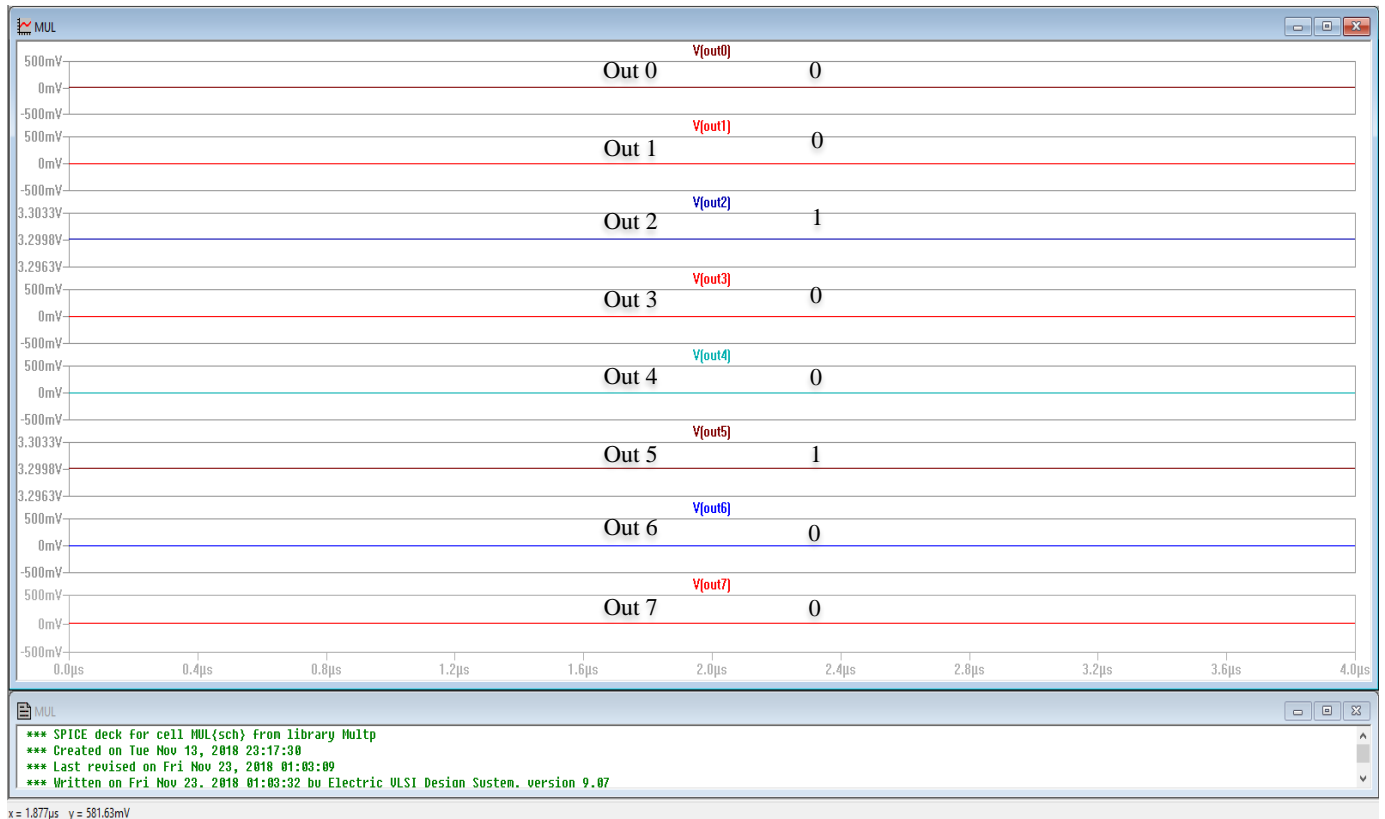 MUL
V(out0)
500mV
Out 0 0
0mV
-500mV
V(out1)
500mV
Out 1 0
0mV
-500mV
V(out2)
3.3033V
Out 2 1
3.2998V
3.2963V
V(out3)
500mV
Out 3 0
0mV
-500mV
V(out4)
500mV
Out 4 0
0mV
-500mV
V(out5)
3.3033V
Out 5 1
3.2998V
3.2963V
V(out6)
500mV
Out 6 0
0mV
-500mV
V(out7)
500mV
Out 7 0
0mV
-500mV
0.0µs 0.4µs 0.8µs 1.2µs 1.6µs 2.0µs 2.4µs 2.8µs 3.2µs 3.6µs 4.0µs
MUL
*** SPICE deck for cell MUL{sch} from library Multp
*** Created on Tue Nov 13, 2018 23:17:30
*** Last revised on Fri Nov 23, 2018 01:03:09
*** Written on Fri Nov 23, 2018 01:03:32 by Electric VLSI Design System, version 9.07
x = 1.877µs y = 581.63mV